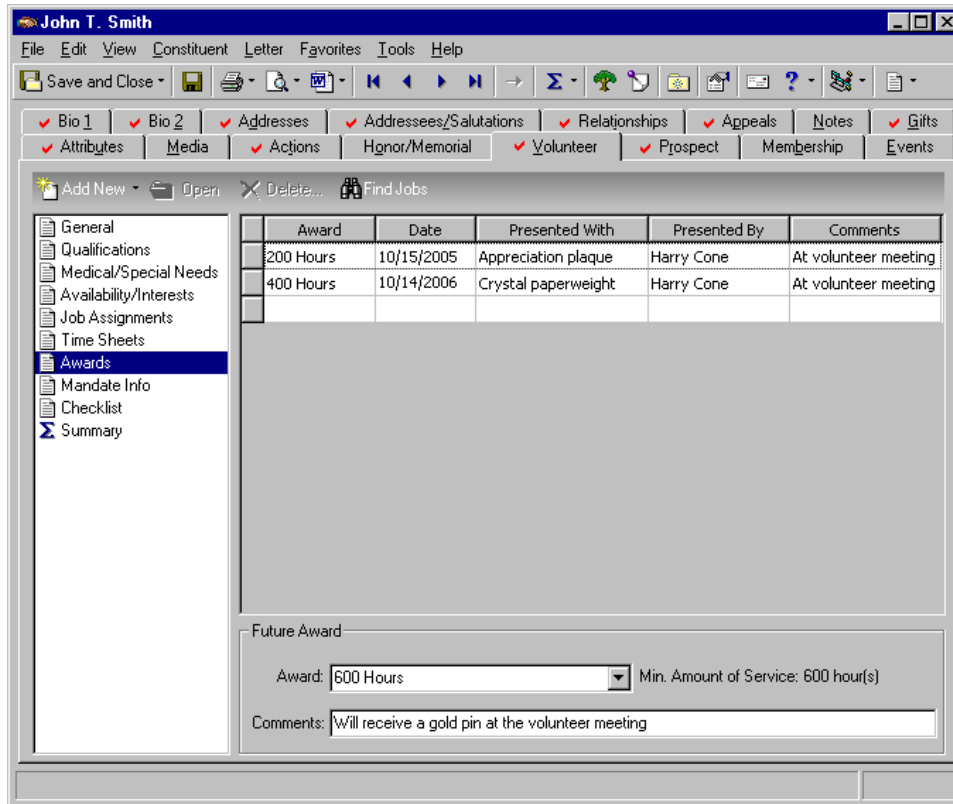 John T. Smith
File Edit View Constituent Letter Favorites Tools Help
Save and Close
Bio 1 Bio 2 Addresses Addressees/Salutations Relationships Appeals Notes Gifts
Attributes Media Actions Honor/Memorial Volunteer Prospect Membership Events
Add New Open Delete... Find Jobs
General
Qualifications
Medical/Special Needs
Availability/Interests
Job Assignments
Time Sheets
Awards
Mandate Info
Checklist
Σ Summary
Award Date Presented With Presented By Comments
200 Hours 10/15/2005 Appreciation plaque Harry Cone At volunteer meeting
400 Hours 10/14/2006 Crystal paperweight Harry Cone At volunteer meeting
Future Award
Award: 600 Hours Min. Amount of Service: 600 hour(s)
Comments: Will receive a gold pin at the volunteer meeting